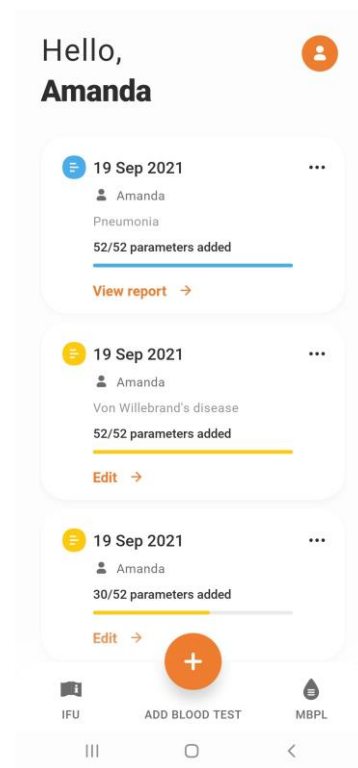 Hello,
Amanda
19 Sep 2021
Amanda
Pneumonia
52/52 parameters added
View report
19 Sep 2021
Amanda
Von Willebrand's disease
52/52 parameters added
Edit
19 Sep 2021
Amanda
30/52 parameters added
Edit
IFU
ADD BLOOD TEST
MBPL